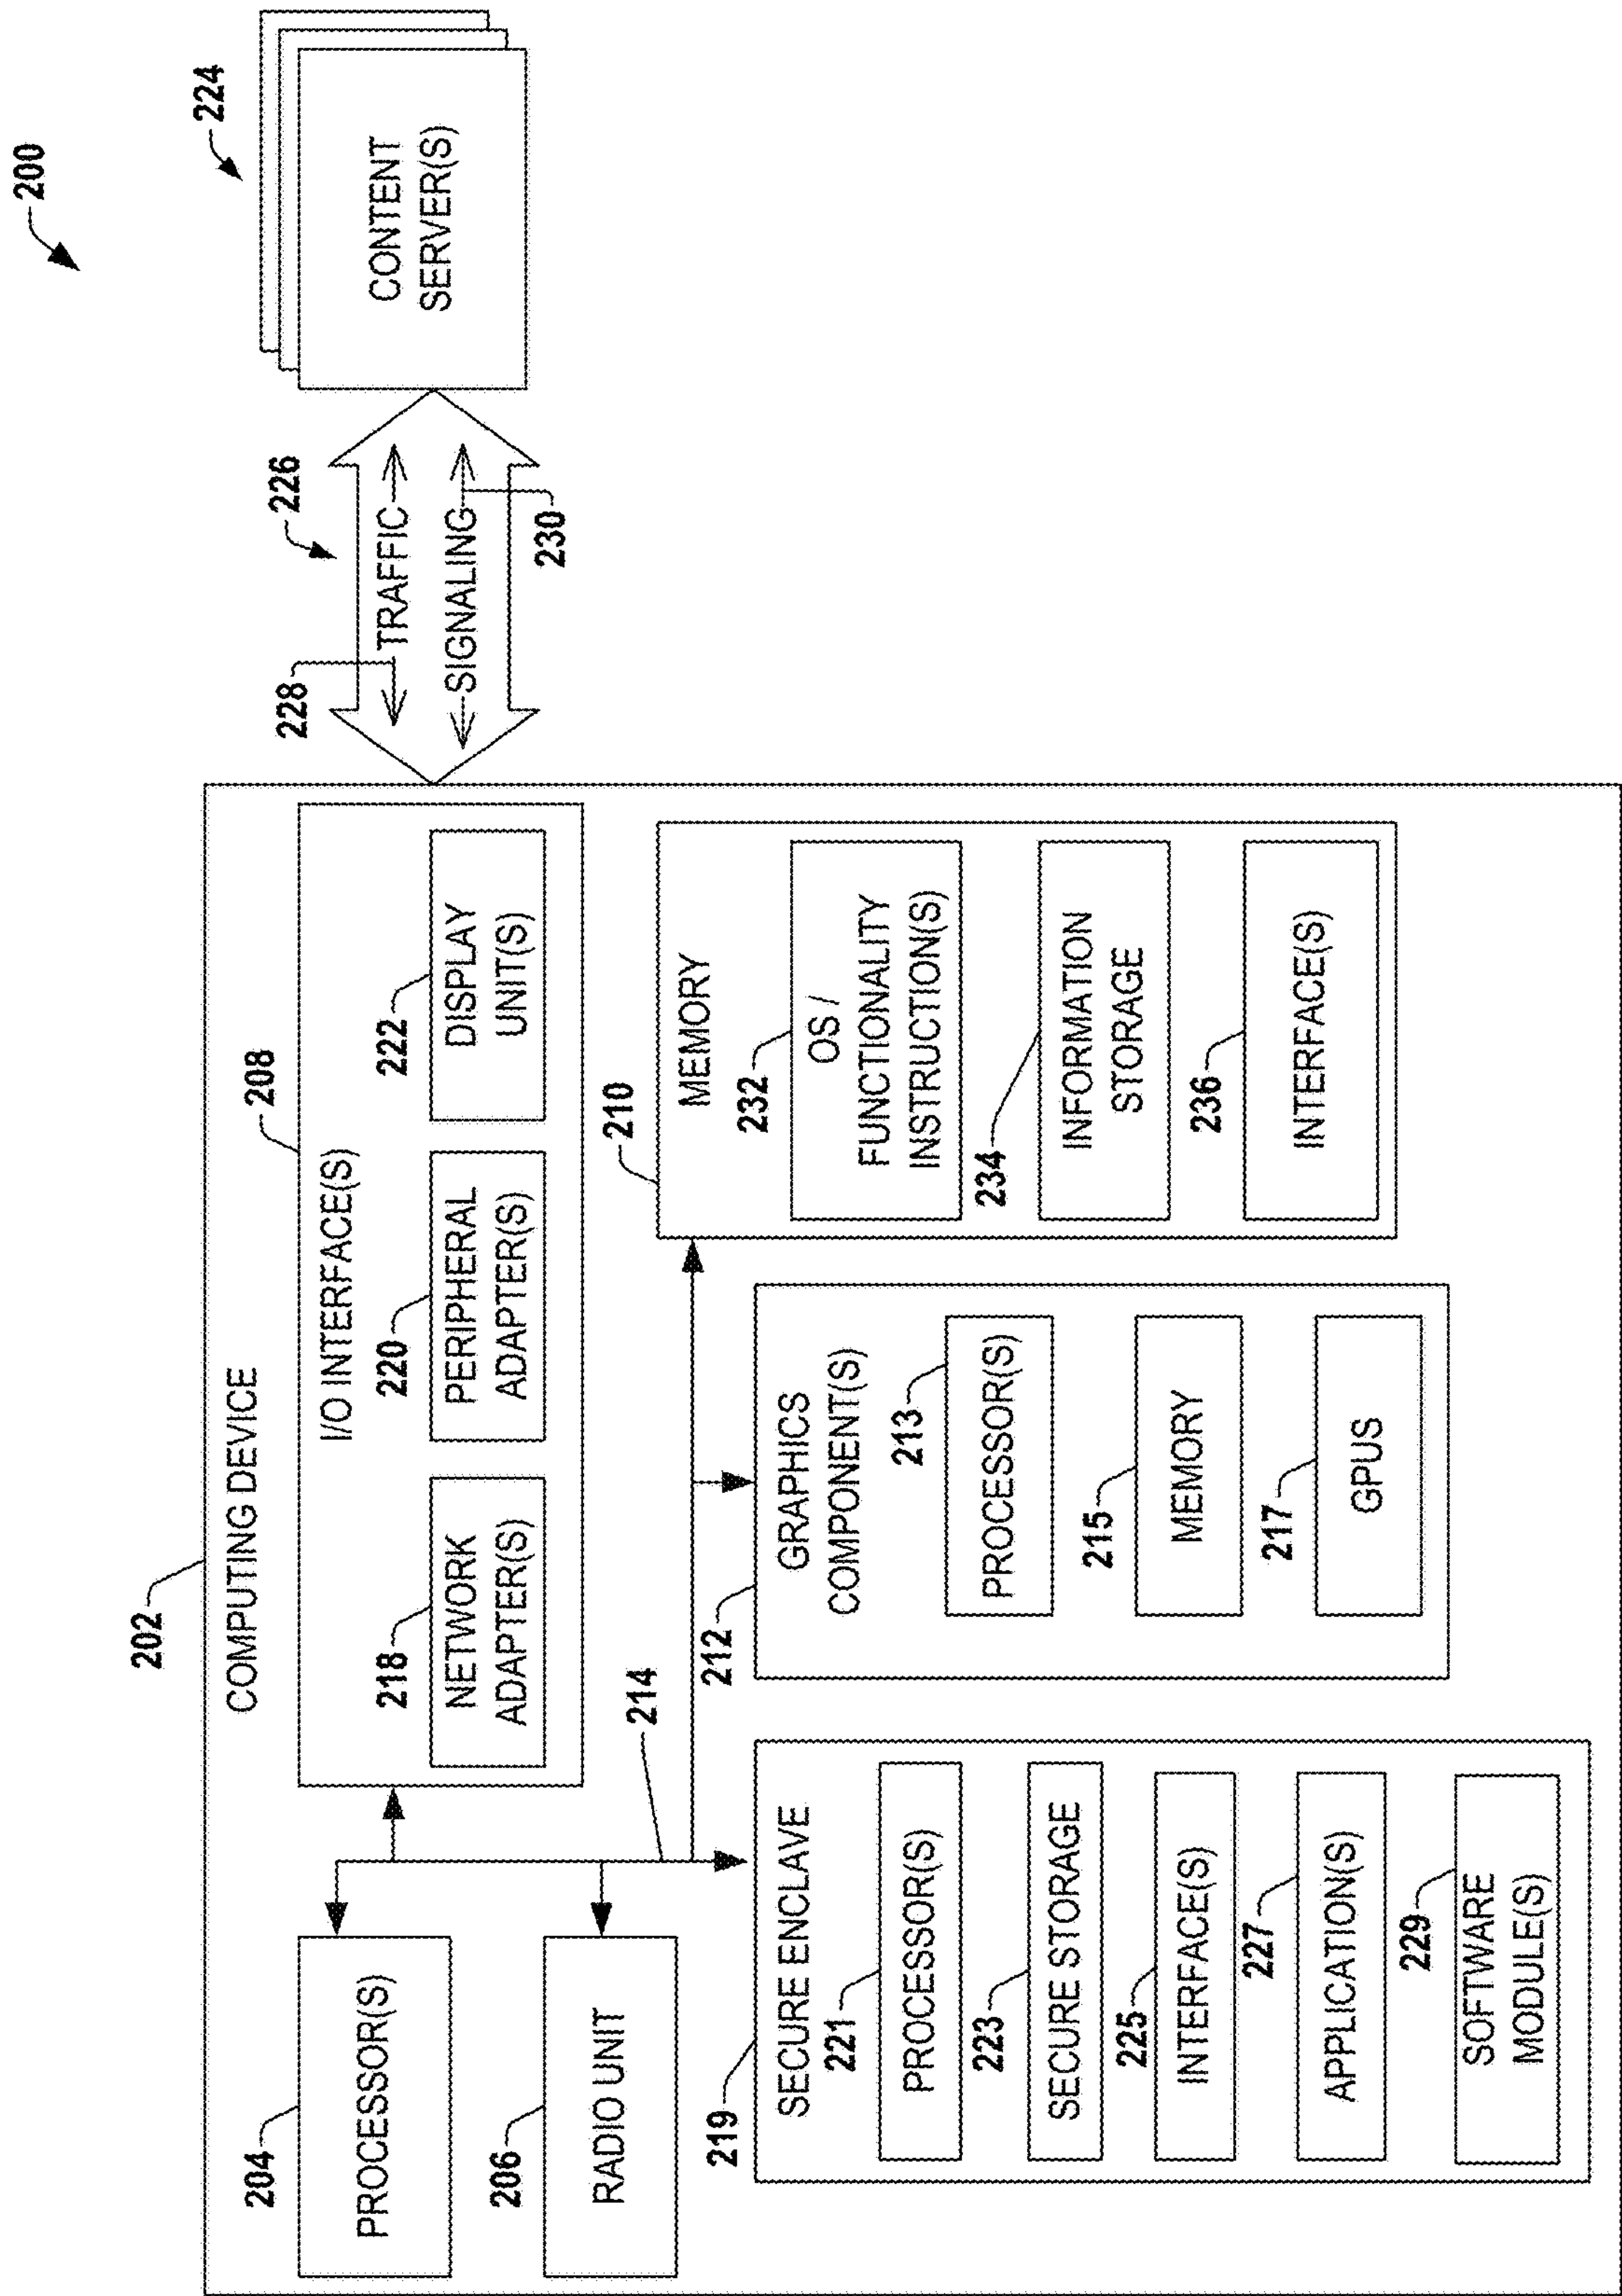 200
202
COMPUTING DEVICE
204
PROCESSOR(S)
206
RADIO UNIT
208
I/O INTERFACE(S)
218
NETWORK
ADAPTER(S)
220
PERIPHERAL
ADAPTER(S)
222
DISPLAY
UNIT(S)
214
226
228
TRAFFIC
SIGNALING
230
224
CONTENT
SERVER(S)
219
SECURE ENCLAVE
221
PROCESSOR(S)
223
SECURE STORAGE
225
INTERFACE(S)
227
APPLICATION(S)
229
SOFTWARE
MODULE(S)
212
GRAPHICS
COMPONENT(S)
213
PROCESSOR(S)
215
MEMORY
217
GPUS
210
MEMORY
232
OS /
FUNCTIONALITY
INSTRUCTION(S)
234
INFORMATION
STORAGE
236
INTERFACE(S)